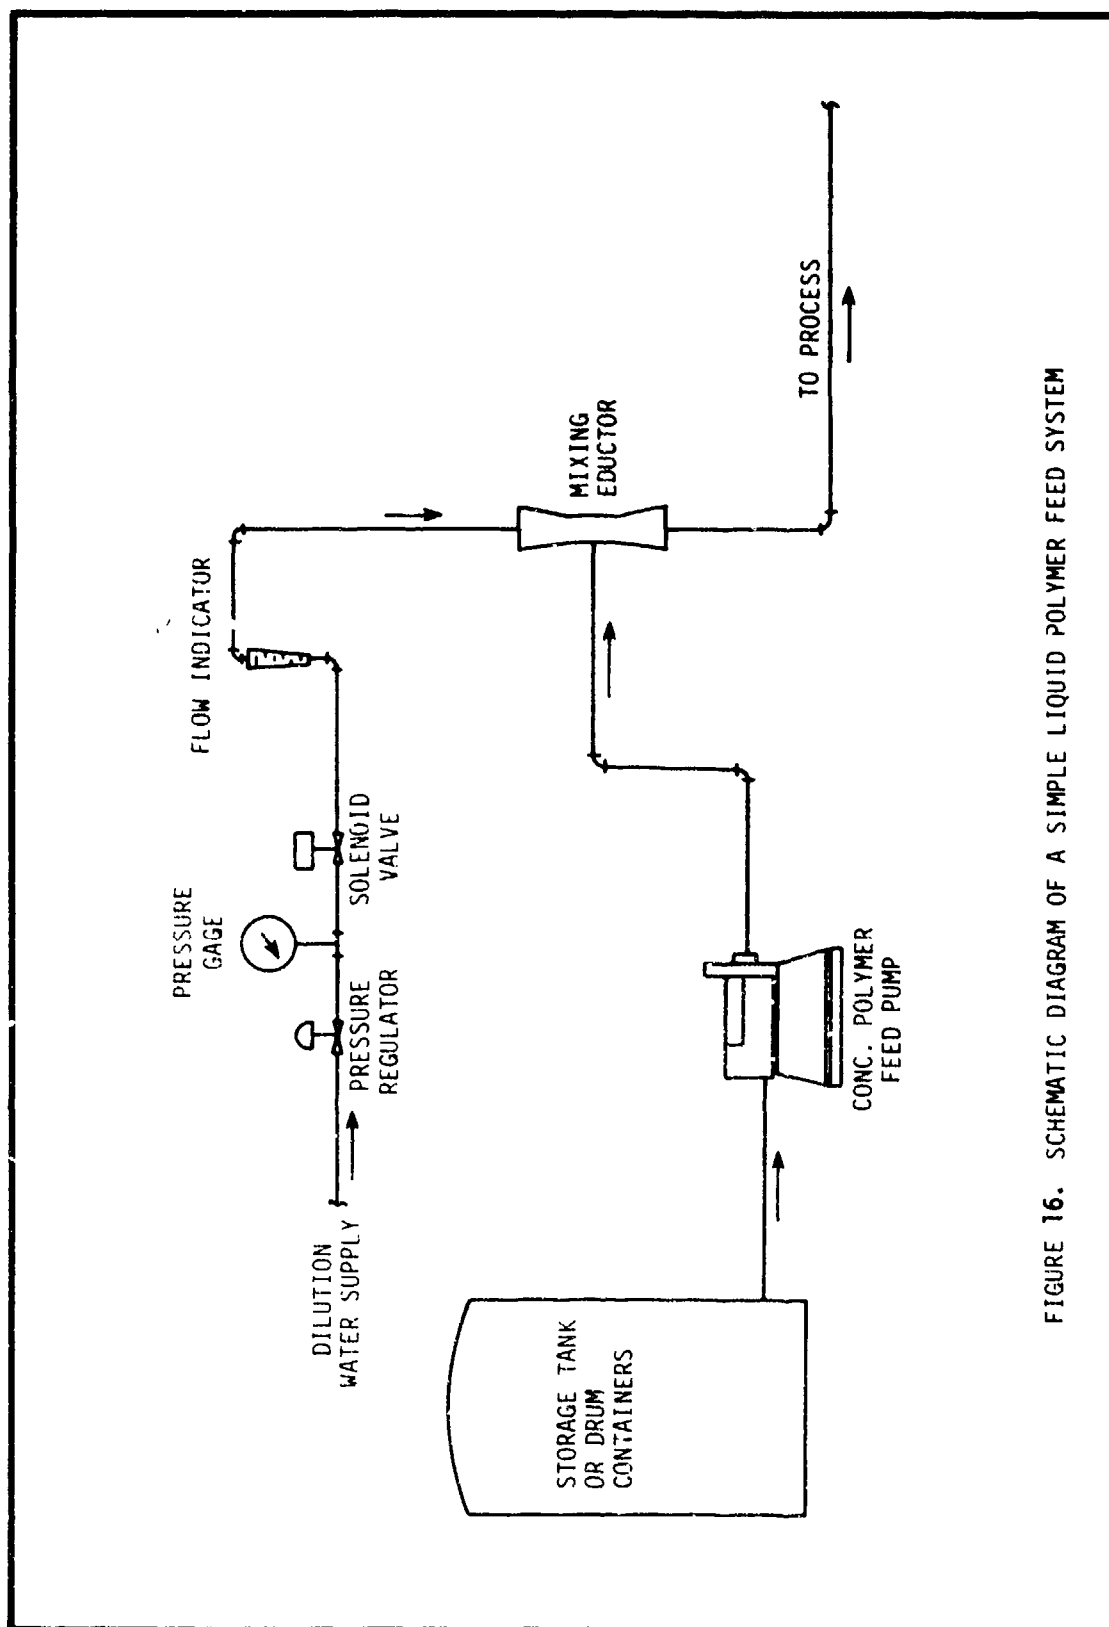 DILUTION
WATER SUPPLY
PRESSURE
REGULATOR
PRESSURE
GAGE
SOLENOID
VALVE
FLOW INDICATOR
MIXING
EDUCTOR
STORAGE TANK
OR DRUM
CONTAINERS
CONC. POLYMER
FEED PUMP
TO PROCESS
FIGURE 16. SCHEMATIC DIAGRAM OF A SIMPLE LIQUID POLYMER FEED SYSTEM